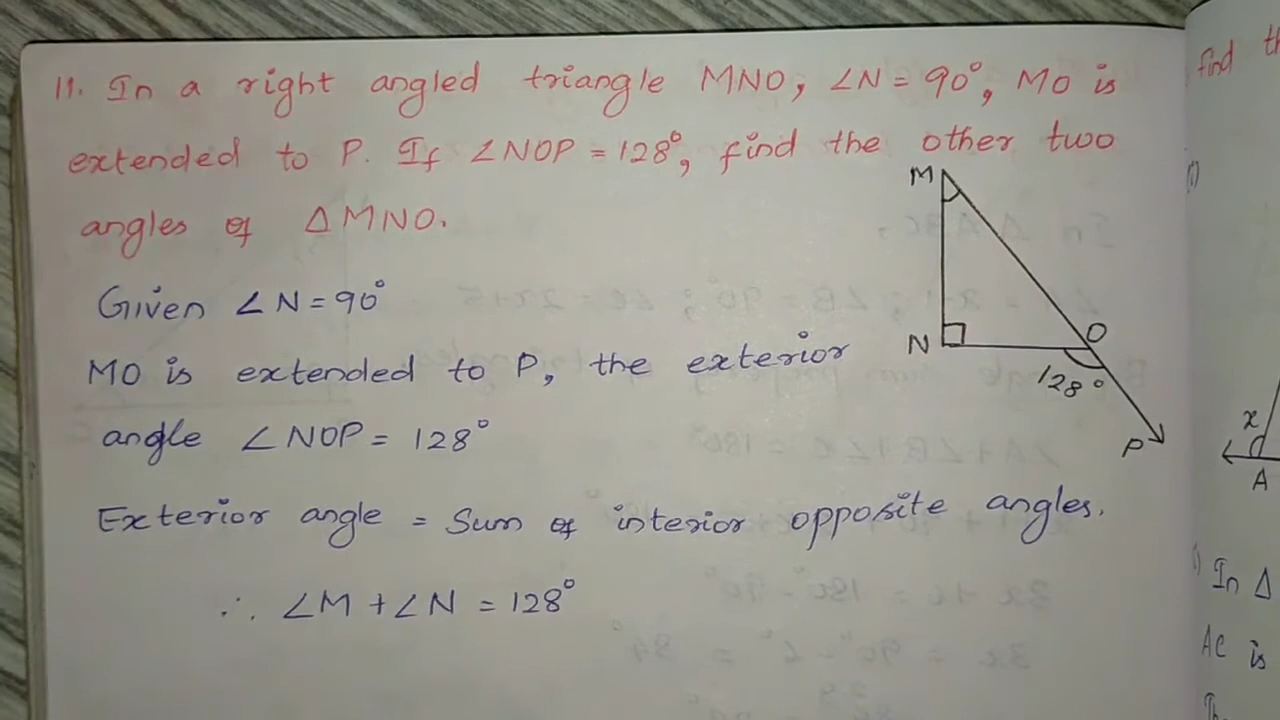 11. In a right angled triangle MNO, ∠N = 90°, MO is
extended to P. If ∠NOP = 128°, find the other two
angles of ΔMNO.
M
Given ∠N = 90°
N
O
MO is extended to P, the exterior
128°
angle ∠NOP = 128°
P
Exterior angle = Sum of interior opposite angles.
∴ ∠M + ∠N = 128°
find th
x
A
In Δ
AC is